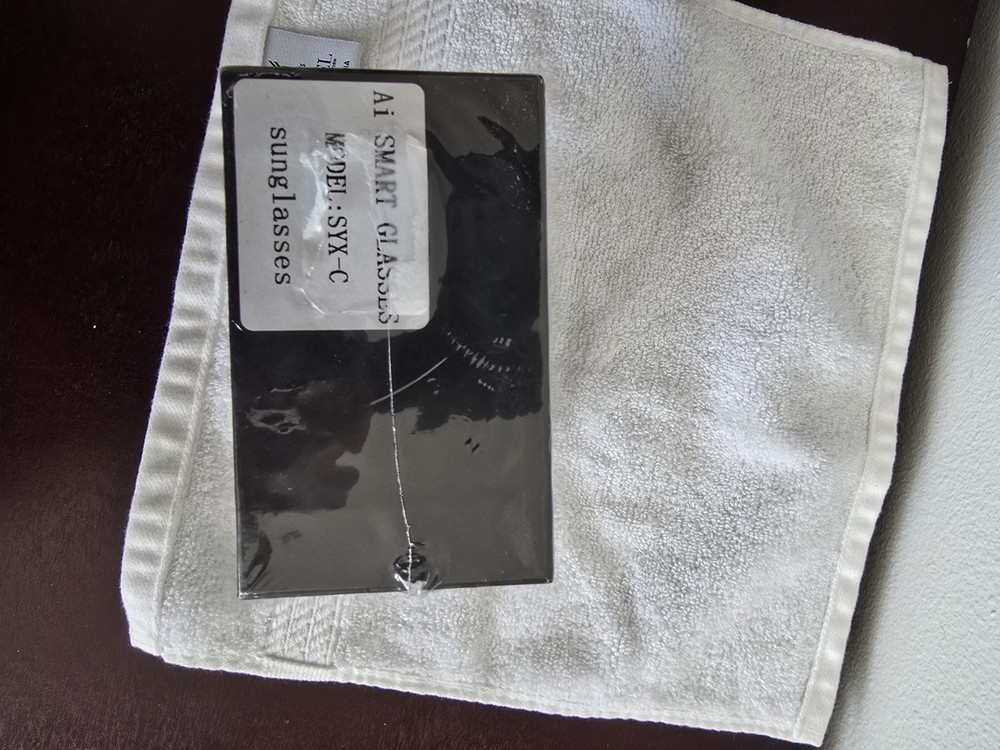 Ai SMART GLASSES
MODEL:SYX-C
sunglasses